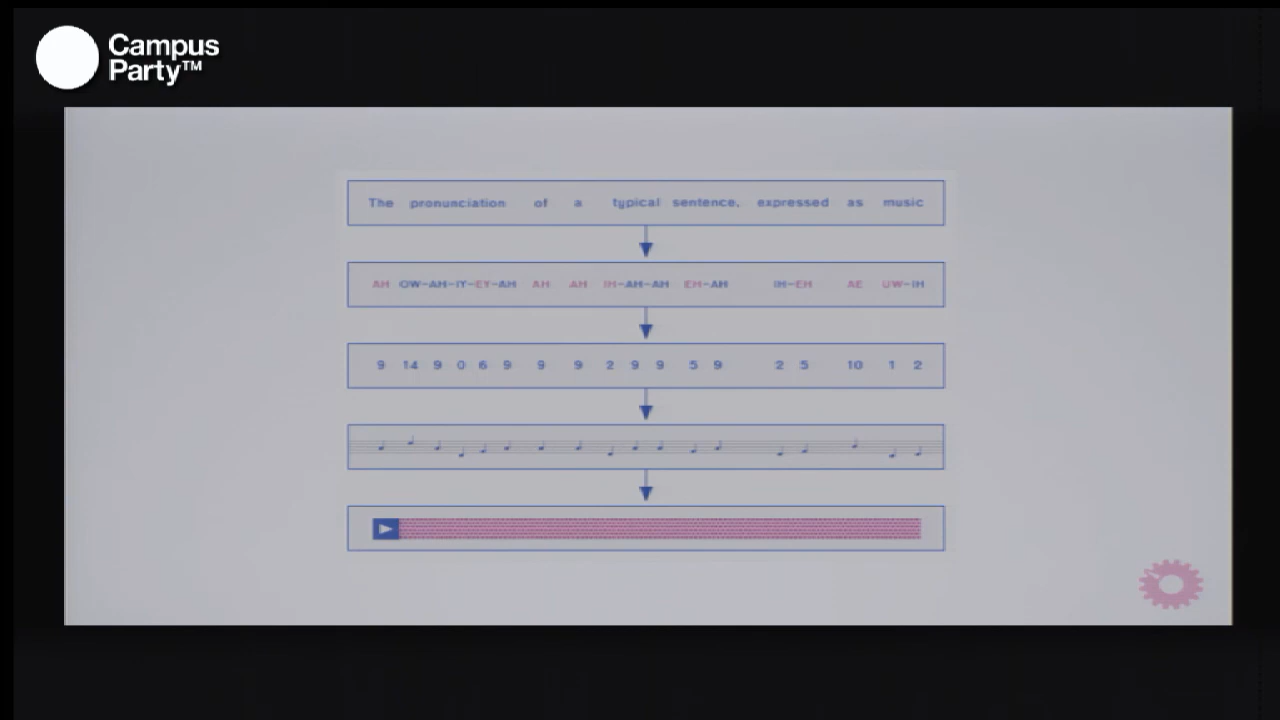 Campus
Party™
The pronunciation of a typical sentence, expressed as music
AH OW-AH-IY-EY-AH AH AH IH-AH-AH EH-AH IH-EH AE UW-IH
9 14 9 0 6 9 9 9 2 9 9 5 9 2 5 10 1 2